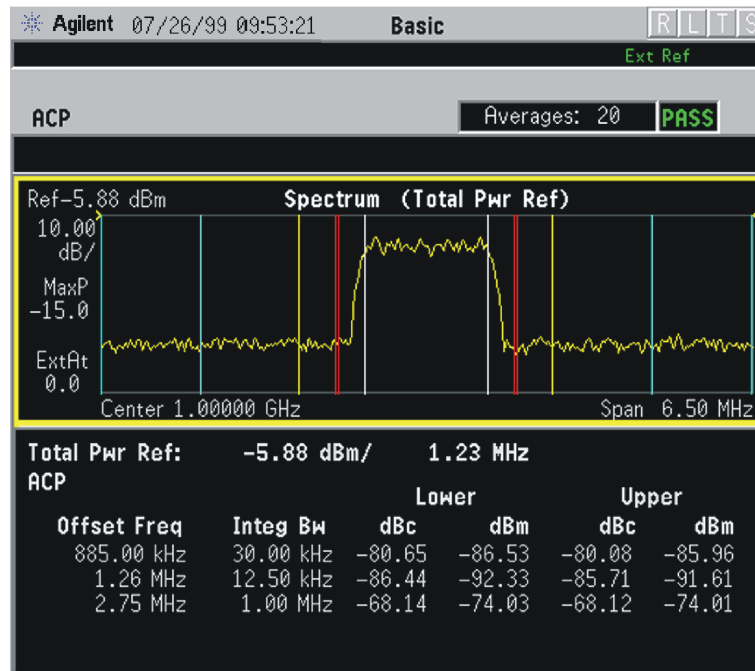 Agilent 07/26/99 09:53:21 Basic R L T S
Ext Ref
ACP Averages: 20 PASS
Ref-5.88 dBm Spectrum (Total Pwr Ref)
10.00
dB/
MaxP
-15.0
ExtAt
0.0
Center 1.00000 GHz Span 6.50 MHz
Total Pwr Ref: -5.88 dBm/ 1.23 MHz
ACP
Lower Upper
Offset Freq Integ Bw dBc dBm dBc dBm
885.00 kHz 30.00 kHz -80.65 -86.53 -80.08 -85.96
1.26 MHz 12.50 kHz -86.44 -92.33 -85.71 -91.61
2.75 MHz 1.00 MHz -68.14 -74.03 -68.12 -74.01